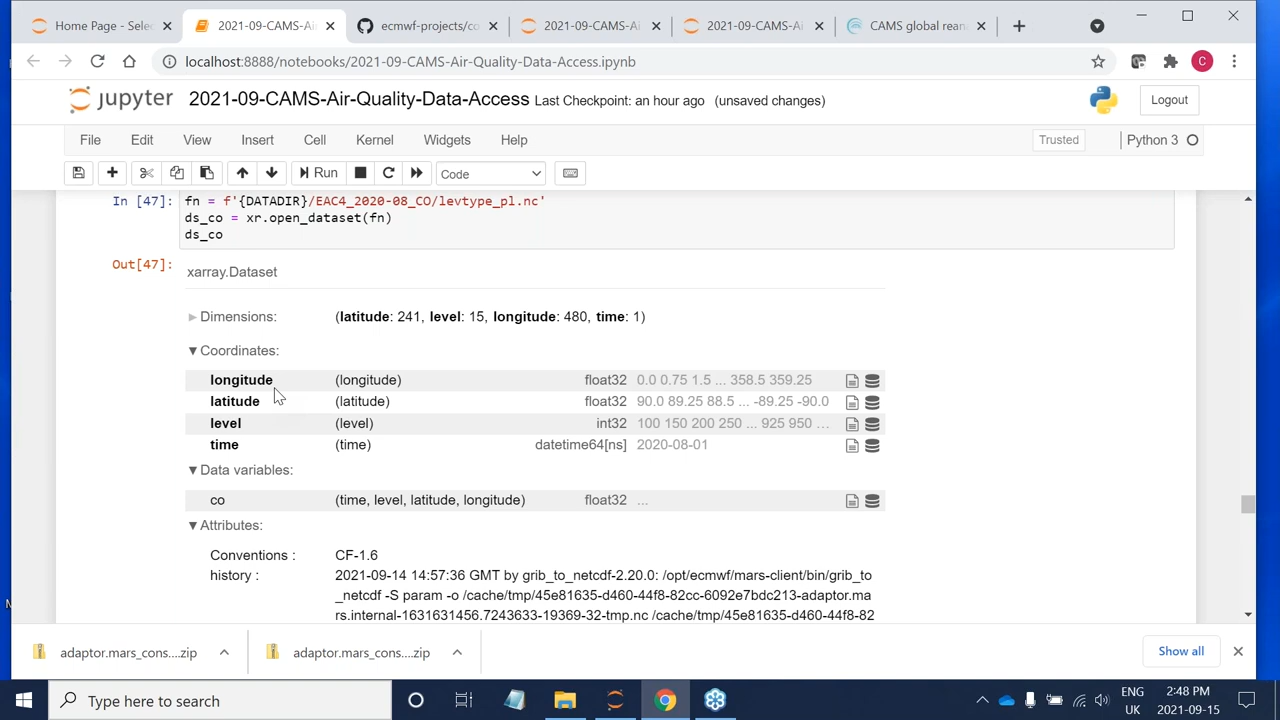 Home Page - Sele
2021-09-CAMS-Ai
ecmwf-projects/co
2021-09-CAMS-Ai
2021-09-CAMS-Ai
CAMS global rean
localhost:8888/notebooks/2021-09-CAMS-Air-Quality-Data-Access.ipynb
C
jupyter 2021-09-CAMS-Air-Quality-Data-Access Last Checkpoint: an hour ago (unsaved changes)
Logout
File Edit View Insert Cell Kernel Widgets Help
Trusted
Python 3
Run
Code
In [47]: fn = f'{DATADIR}/EAC4_2020-08_CO/levtype_pl.nc'
ds_co = xr.open_dataset(fn)
ds_co
Out[47]: xarray.Dataset
Dimensions: (latitude: 241, level: 15, longitude: 480, time: 1)
Coordinates:
longitude (longitude) float32 0.0 0.75 1.5 ... 358.5 359.25
latitude (latitude) float32 90.0 89.25 88.5 ... -89.25 -90.0
level (level) int32 100 150 200 250 ... 925 950 ...
time (time) datetime64[ns] 2020-08-01
Data variables:
co (time, level, latitude, longitude) float32 ...
Attributes:
Conventions : CF-1.6
history : 2021-09-14 14:57:36 GMT by grib_to_netcdf-2.20.0: /opt/ecmwf/mars-client/bin/grib_to
_netcdf -S param -o /cache/tmp/45e81635-d460-44f8-82cc-6092e7bdc213-adaptor.ma
rs.internal-1631631456.7243633-19369-32-tmp.nc /cache/tmp/45e81635-d460-44f8-82
adaptor.mars_cons....zip
adaptor.mars_cons....zip
Show all
Type here to search
ENG
UK
2:48 PM
2021-09-15